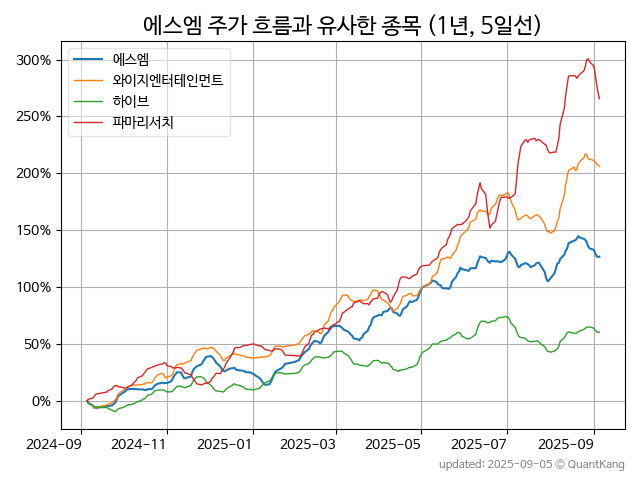 에스엠 주가 흐름과 유사한 종목 (1년, 5일선)
에스엠
와이지엔터테인먼트
하이브
파마리서치
300%
250%
200%
150%
100%
50%
0%
2024-09 2024-11 2025-01 2025-03 2025-05 2025-07 2025-09
updated: 2025-09-05 © QuantKang